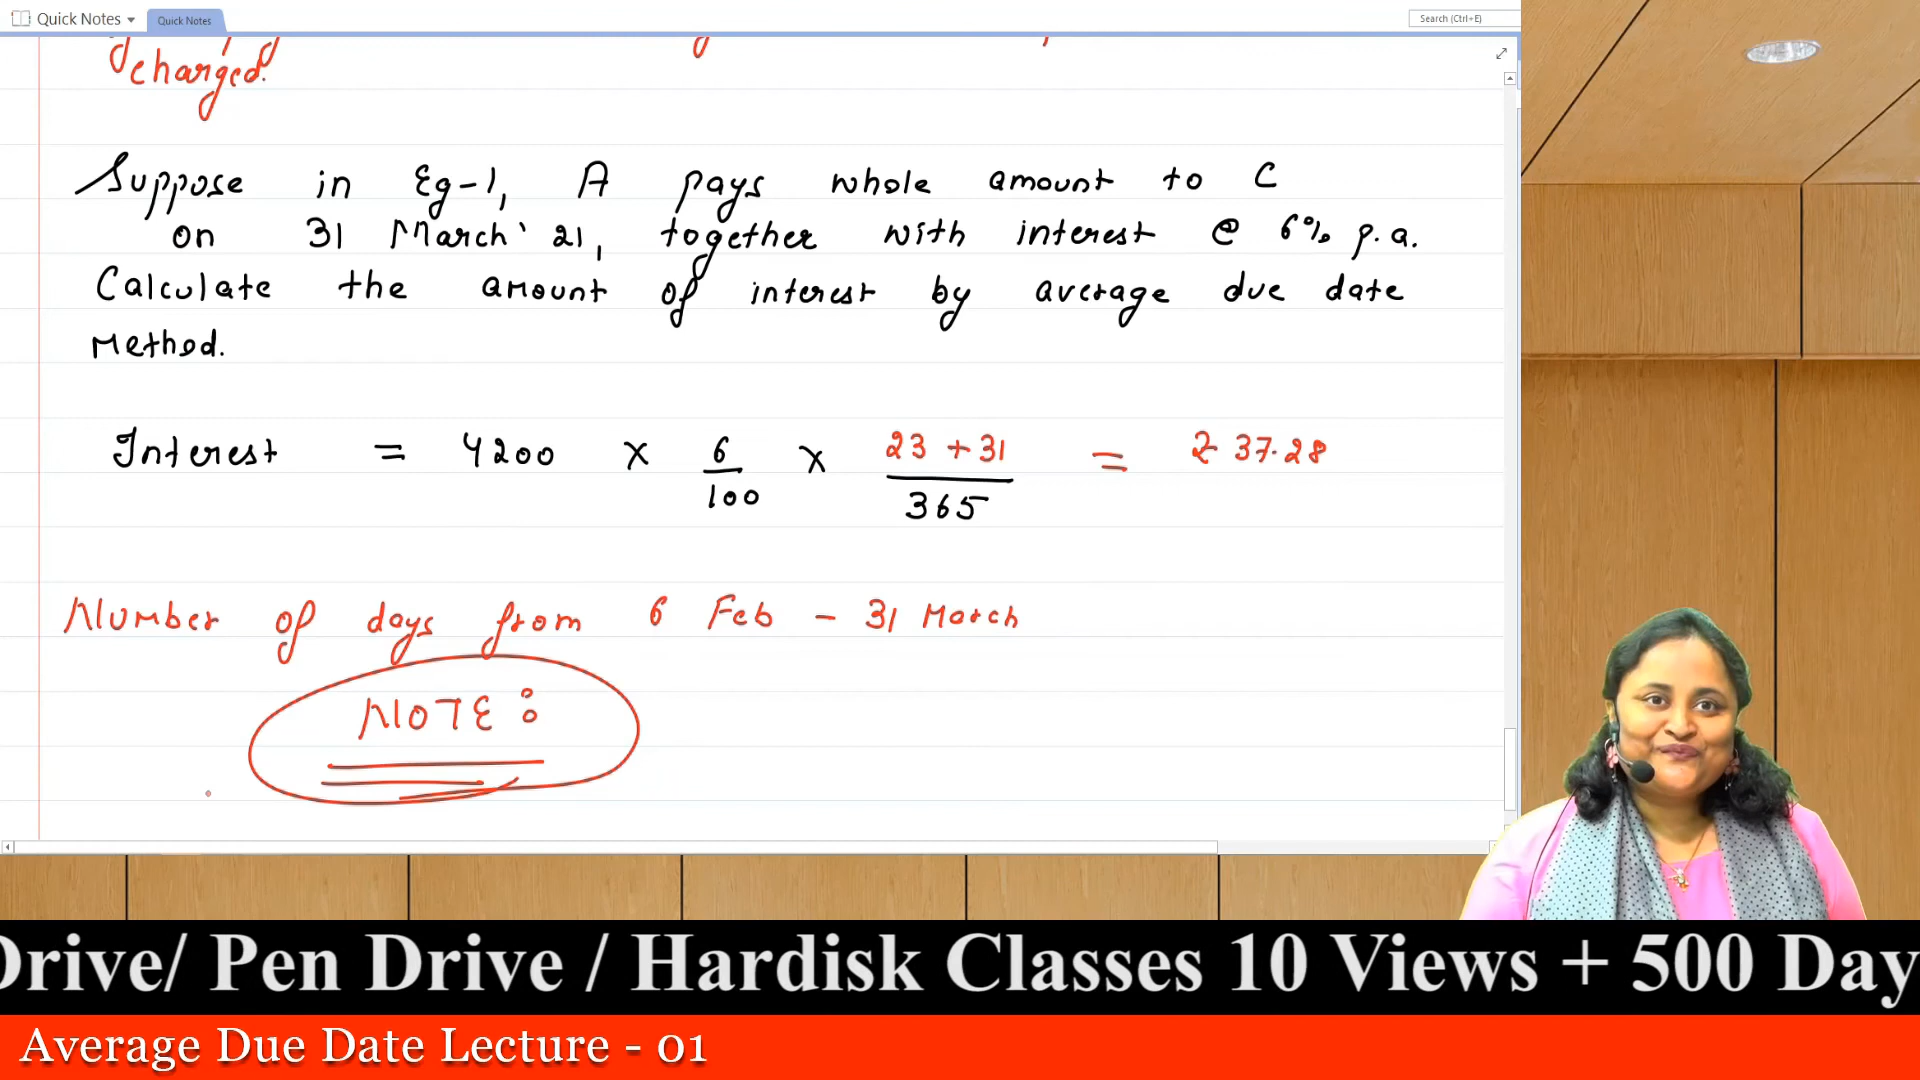 Quick Notes
Quick Notes
Search (Ctrl+E)
charged.
Suppose in Eg-1, A pays whole amount to C
on 31 March' 21, together with interest @ 6% p.a.
Calculate the amount of interest by average due date
Method.
Interest = 4200 x 6/100 x 23 + 31/365 = ₹ 37.28
Number of days from 6 Feb - 31 March
NOTE :
Drive/ Pen Drive / Hardisk Classes 10 Views + 500 Day
Average Due Date Lecture - 01